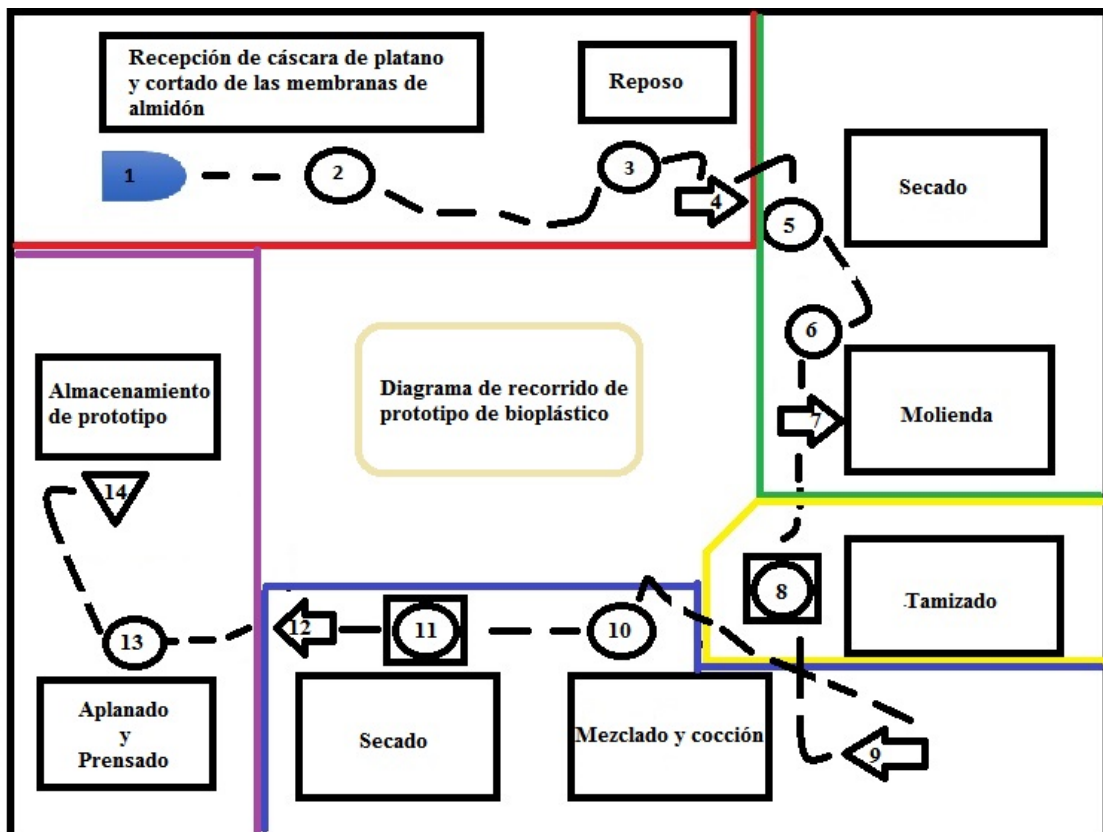 Recepción de cáscara de platano
y cortado de las membranas de
almidón
Reposo
1
2
3
4
5
Secado
6
7
Molienda
Diagrama de recorrido de
prototipo de bioplástico
Almacenamiento
de prototipo
14
8
Tamizado
13
12
11
10
9
Aplanado
y
Prensado
Secado
Mezclado y cocción